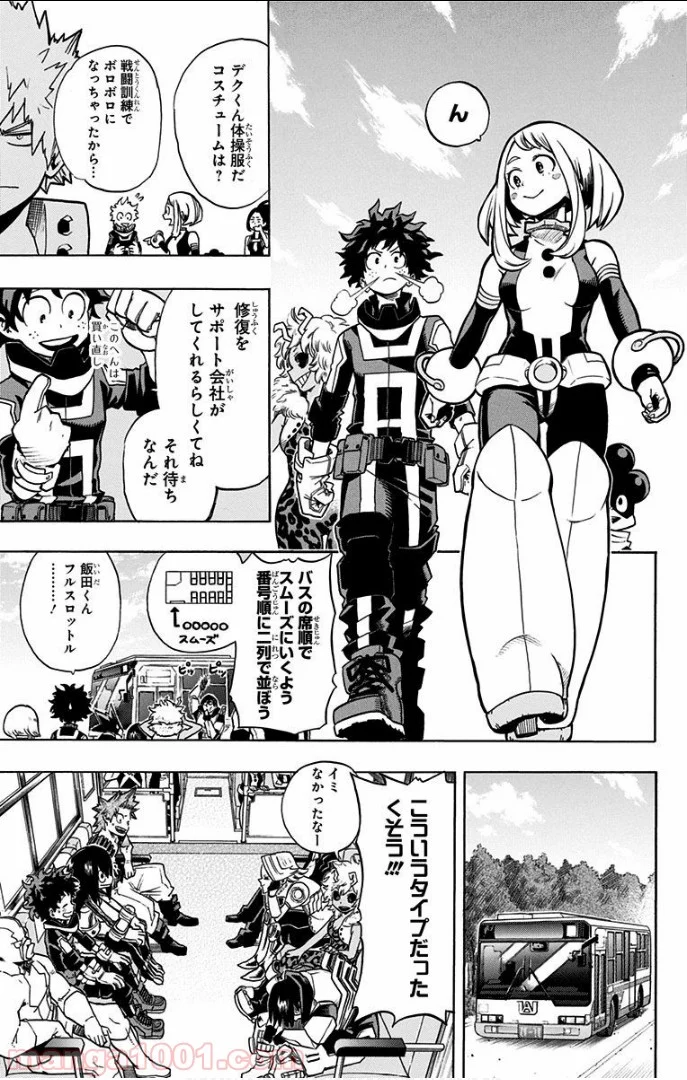 ん
デクくん体操服だ
コスチュームは?
戦闘訓練で
ボロボロに
なっちゃったから…
修復を
サポート会社が
してくれるらしくてね
それ待ち
なんだ
このへんは
買い直し
バスの席順で
スムーズにいくよう
番号順に二列で並ぼう
スムーズ
ピッ
ピッ
飯田くん
フルスロットル
………!
こういうタイプだった
くそう!!!
イミ
なかったなー
manga1001.com